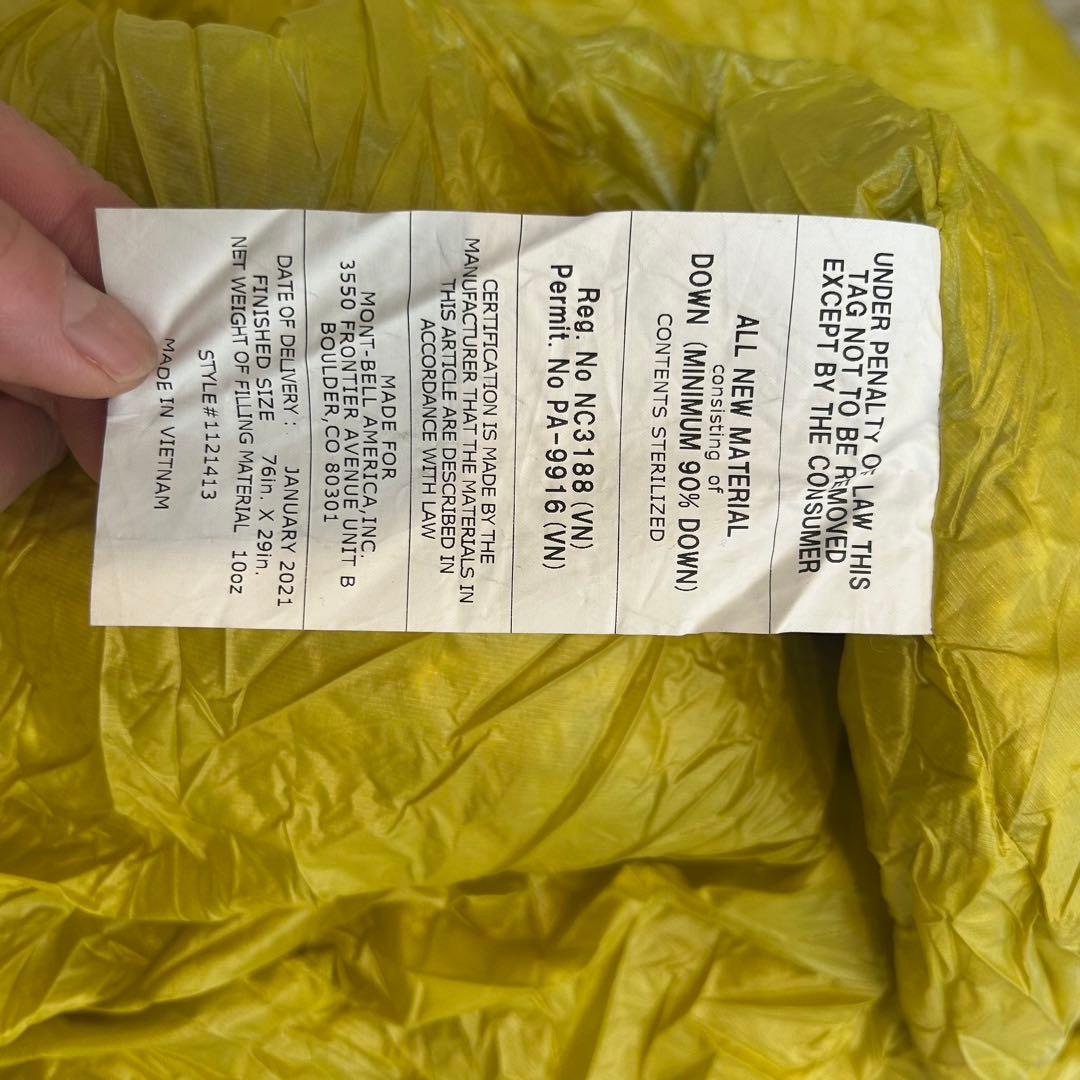 UNDER PENALTY OF LAW THIS
TAG NOT TO BE REMOVED
EXCEPT BY THE CONSUMER
ALL NEW MATERIAL
consisting of
DOWN (MINIMUM 90% DOWN)
CONTENTS STERILIZED
Reg. No NC3188 (VN)
Permit. No PA-9916 (VN)
CERTIFICATION IS MADE BY THE
MANUFACTURER THAT THE MATERIALS IN
THIS ARTICLE ARE DESCRIBED IN
ACCORDANCE WITH LAW
MADE FOR
MONT-BELL AMERICA,INC.
3550 FRONTIER AVENUE UNIT B
BOULDER,CO 80301
DATE OF DELIVERY : JANUARY 2021
FINISHED SIZE 76in. X 29in.
NET WEIGHT OF FILLING MATERIAL 10oz
STYLE#1121413
MADE IN VIETNAM